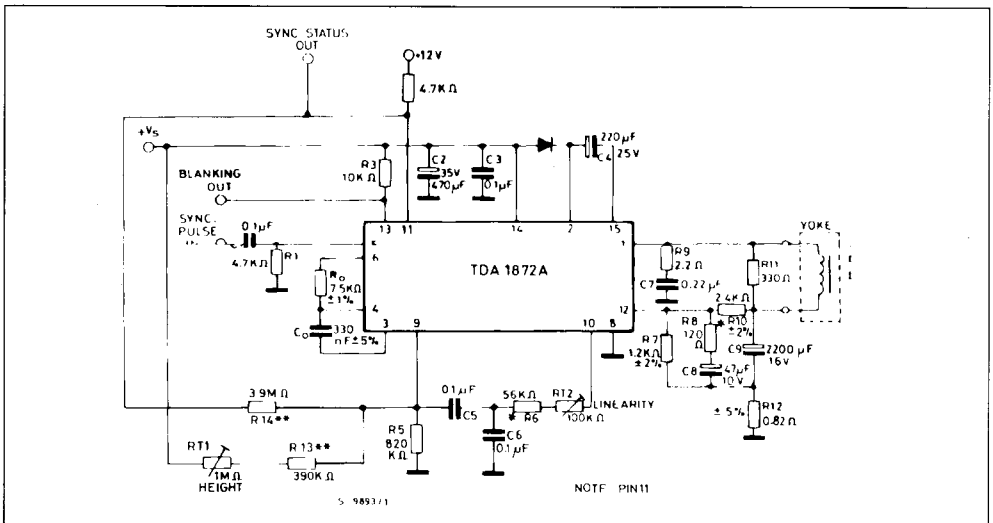 SYNC STATUS
OUT
+12V
4.7KΩ
+Vs
R3
10KΩ
C2
35V
470µF
C3
0.1µF
220µF
C4
25V
BLANKING
OUT
SYNC.
PULSE
IN
0.1µF
R1
4.7KΩ
13
11
14
2
15
5
6
4
3
9
10
8
1
12
TDA 1872A
Ro
7.5KΩ
±1%
Co
330
nF±5%
R9
2.2Ω
C7
0.22µF
YOKE
R11
330Ω
2.4KΩ
R10
±2%
R8
120
Ω
*
R7
1.2KΩ
±2%
C9
2200µF
16V
C8
47µF
10V
±5%
R12
0.82Ω
3.9MΩ
R14**
RT1
1MΩ
HEIGHT
R13**
390KΩ
R5
820
KΩ
0.1µF
C5
C6
0.1µF
56KΩ
* R6
RT2
100KΩ
LINEARITY
S-9893/1
NOTE PIN11